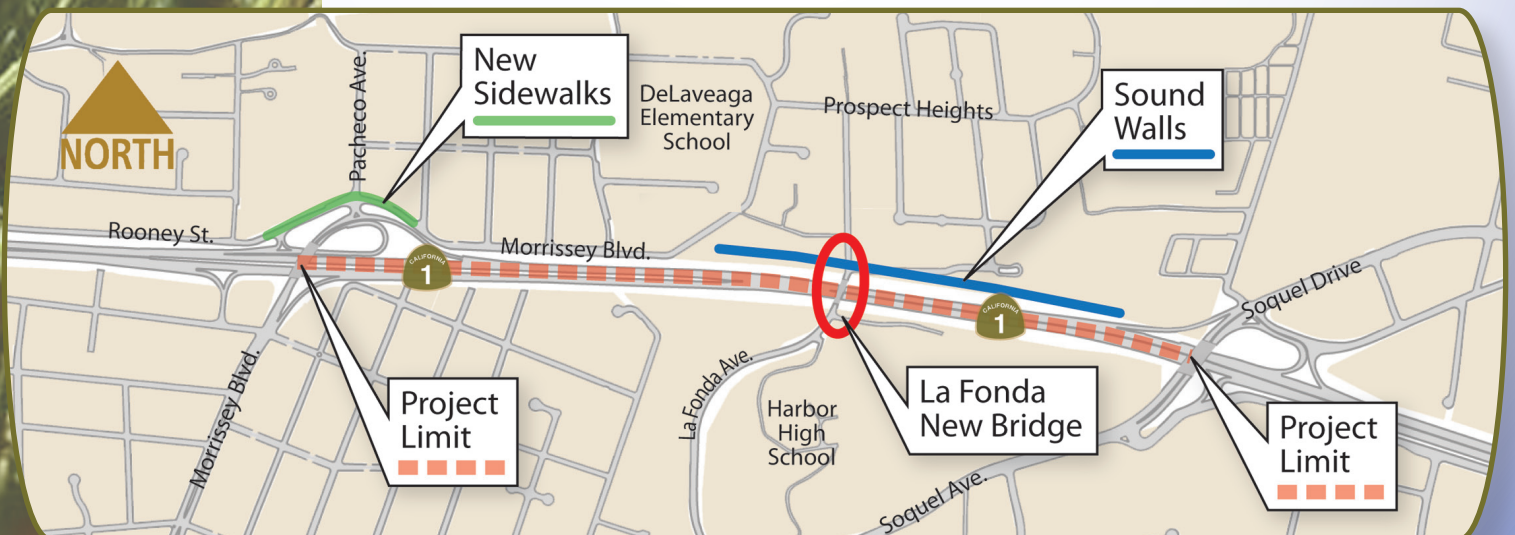 NORTH
Pacheco Ave.
New
Sidewalks
DeLaveaga
Elementary
School
Prospect Heights
Sound
Walls
Rooney St.
Morrissey Blvd.
CALIFORNIA
1
CALIFORNIA
1
Soquel Drive
Morrissey Blvd.
Project
Limit
La Fonda Ave.
Harbor
High
School
La Fonda
New Bridge
Soquel Ave.
Project
Limit